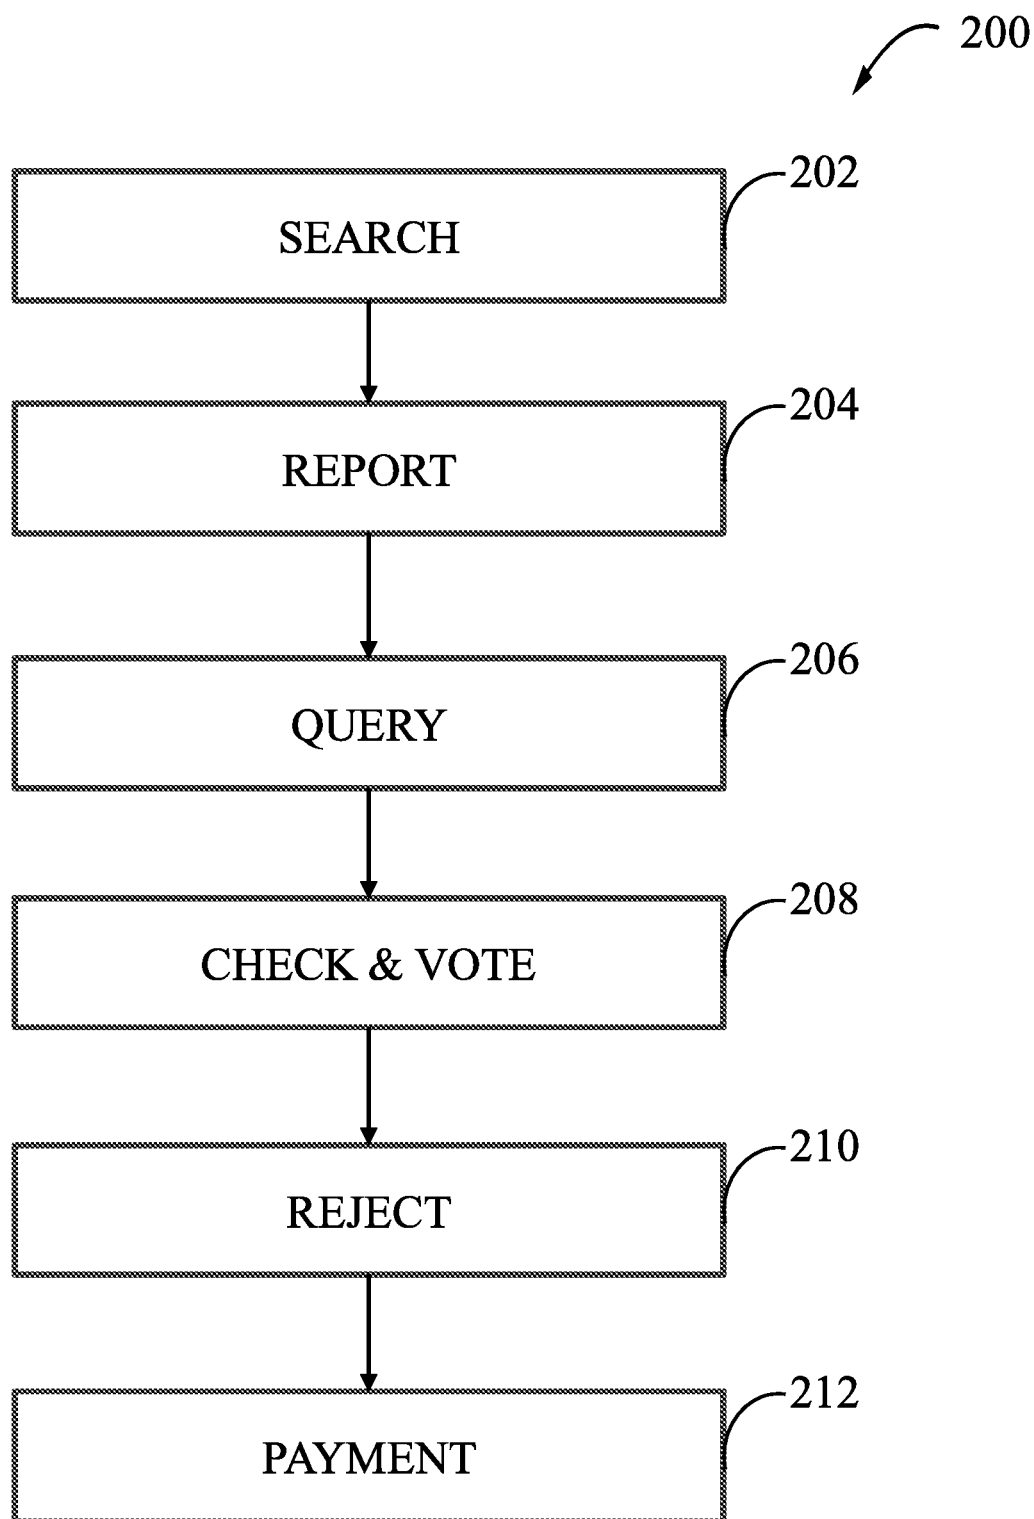 200
202
SEARCH
204
REPORT
206
QUERY
208
CHECK & VOTE
210
REJECT
212
PAYMENT